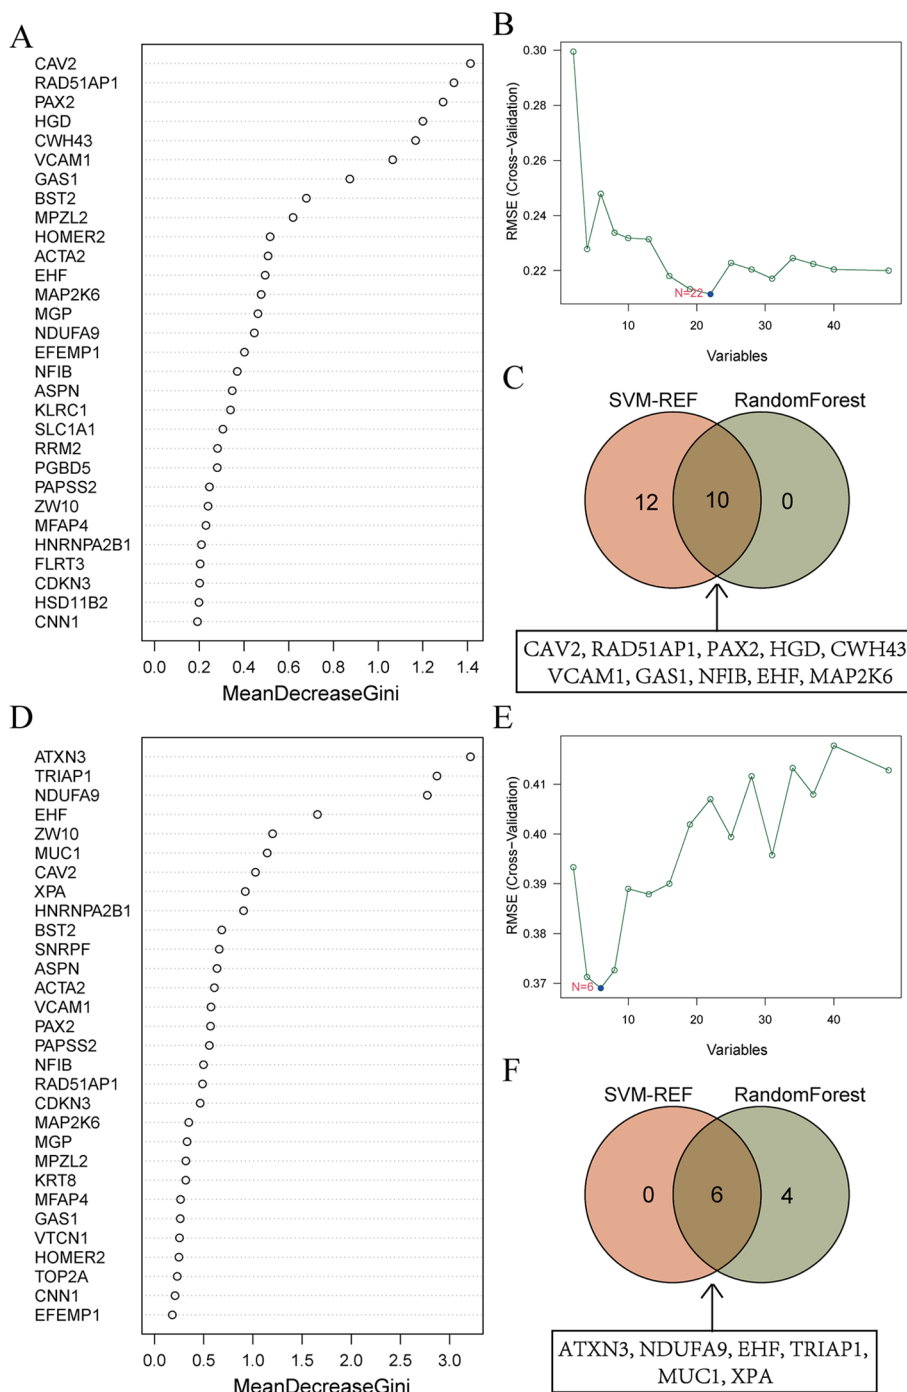 A
CAV2
RAD51AP1
PAX2
HGD
CWH43
VCAM1
GAS1
BST2
MPZL2
HOMER2
ACTA2
EHF
MAP2K6
MGP
NDUFA9
EFEMP1
NFIB
ASPN
KLRC1
SLC1A1
RRM2
PGBD5
PAPSS2
ZW10
MFAP4
HNRNPA2B1
FLRT3
CDKN3
HSD11B2
CNN1
0.0 0.2 0.4 0.6 0.8 1.0 1.2 1.4
MeanDecreaseGini
B
RMSE (Cross-Validation)
0.30
0.28
0.26
0.24
0.22
N=22
10 20 30 40
Variables
C
SVM-REF RandomForest
12 10 0
CAV2, RAD51AP1, PAX2, HGD, CWH43
VCAM1, GAS1, NFIB, EHF, MAP2K6
D
ATXN3
TRIAP1
NDUFA9
EHF
ZW10
MUC1
CAV2
XPA
HNRNPA2B1
BST2
SNRPF
ASPN
ACTA2
VCAM1
PAX2
PAPSS2
NFIB
RAD51AP1
CDKN3
MAP2K6
MGP
MPZL2
KRT8
MFAP4
GAS1
VTCN1
HOMER2
TOP2A
CNN1
EFEMP1
0.0 0.5 1.0 1.5 2.0 2.5 3.0
MeanDecreaseGini
E
RMSE (Cross-Validation)
0.41
0.40
0.39
0.38
0.37
N=6
10 20 30 40
Variables
F
SVM-REF RandomForest
0 6 4
ATXN3, NDUFA9, EHF, TRIAP1,
MUC1, XPA